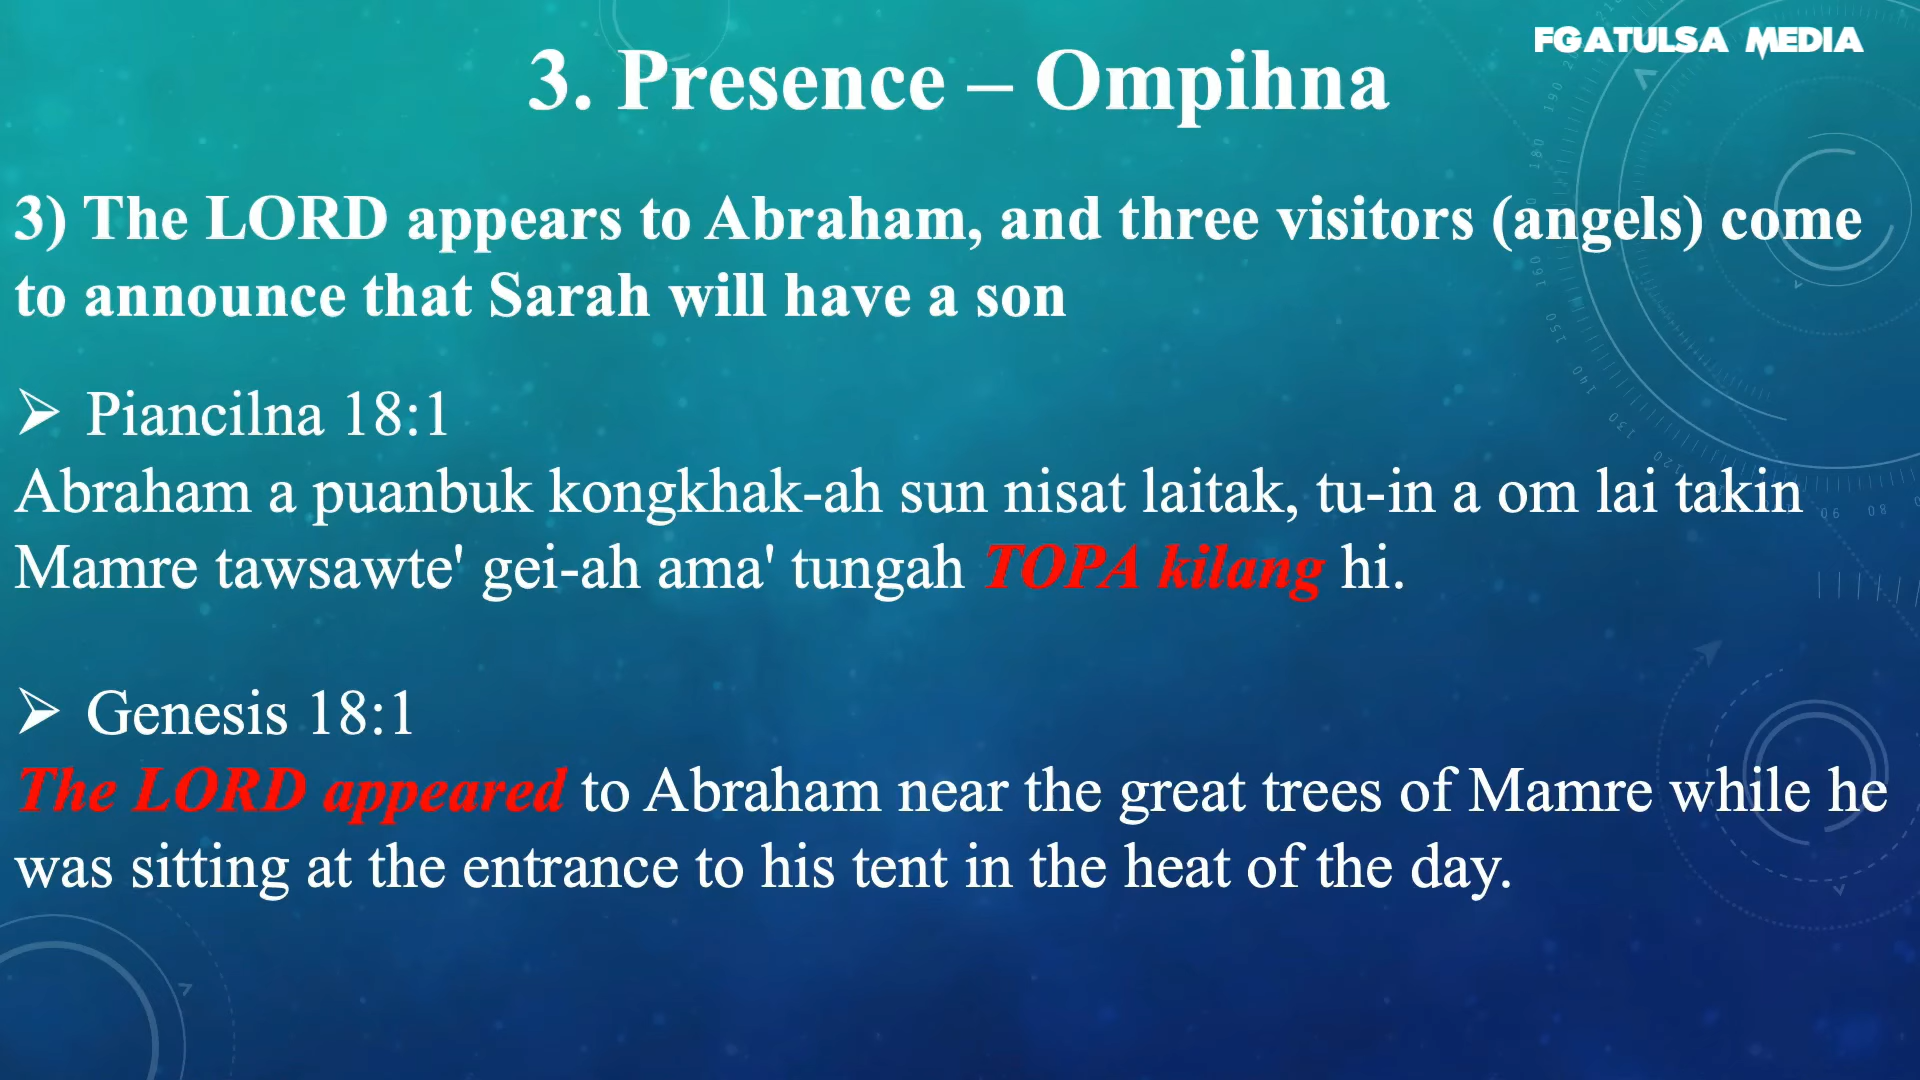 FGATULSA MEDIA
3. Presence – Ompihna
3) The LORD appears to Abraham, and three visitors (angels) come
to announce that Sarah will have a son
➢ Piancilna 18:1
Abraham a puanbuk kongkhak-ah sun nisat laitak, tu-in a om lai takin
Mamre tawsawte' gei-ah ama' tungah TOPA kilang hi.
➢ Genesis 18:1
The LORD appeared to Abraham near the great trees of Mamre while he
was sitting at the entrance to his tent in the heat of the day.